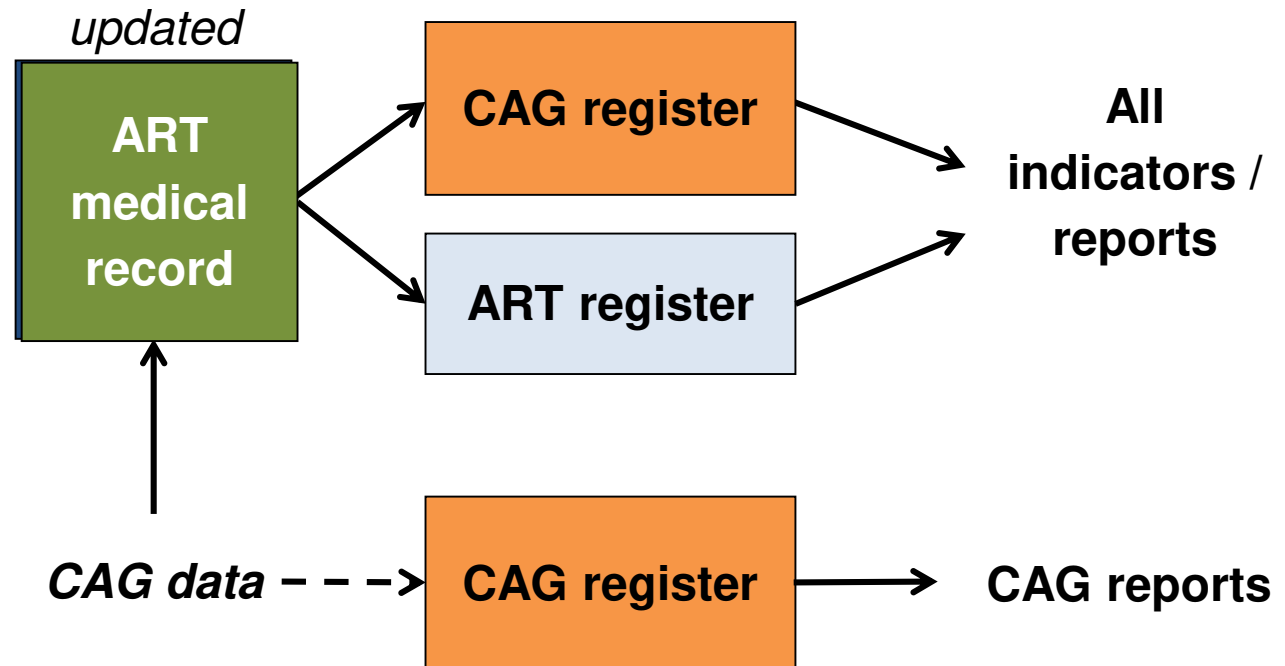 updated
ART
medical
record
CAG register
ART register
All
indicators /
reports
CAG data
CAG register
CAG reports